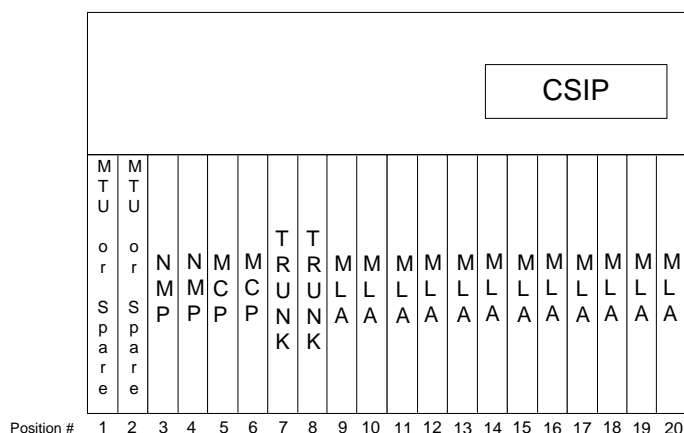 CSIP
MTU or Spare
MTU or Spare
NMP
NMP
MCP
MCP
TRUNK
TRUNK
MLA
MLA
MLA
MLA
MLA
MLA
MLA
MLA
MLA
MLA
MLA
MLA
Position # 1 2 3 4 5 6 7 8 9 10 11 12 13 14 15 16 17 18 19 20